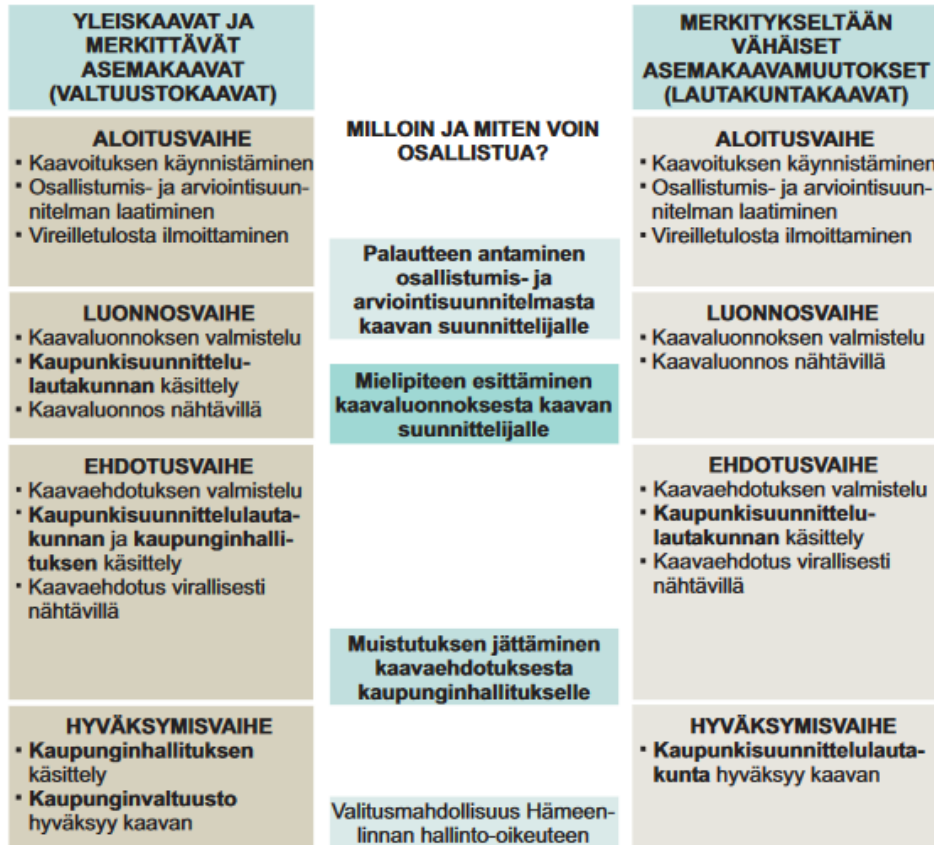 YLEISKAAVAT JA
MERKITTÄVÄT
ASEMAKAAVAT
(VALTUUSTOKAAVAT)
ALOITUSVAIHE
▪ Kaavoituksen käynnistäminen
▪ Osallistumis- ja arviointisuun-
nitelman laatiminen
▪ Vireilletulosta ilmoittaminen
LUONNOSVAIHE
▪ Kaavaluonnoksen valmistelu
▪ Kaupunkisuunnittelu-
lautakunnan käsittely
▪ Kaavaluonnos nähtävillä
EHDOTUSVAIHE
▪ Kaavaehdotuksen valmistelu
▪ Kaupunkisuunnittelulauta-
kunnan ja kaupunginhalli-
tuksen käsittely
▪ Kaavaehdotus virallisesti
nähtävillä
HYVÄKSYMISVAIHE
▪ Kaupunginhallituksen
käsittely
▪ Kaupunginvaltuusto
hyväksyy kaavan
MILLOIN JA MITEN VOIN
OSALLISTUA?
Palautteen antaminen
osallistumis- ja
arviointisuunnitelmasta
kaavan suunnittelijalle
Mielipiteen esittäminen
kaavaluonnoksesta kaavan
suunnittelijalle
Muistutuksen jättäminen
kaavaehdotuksesta
kaupunginhallitukselle
Valitusmahdollisuus Hämeen-
linnan hallinto-oikeuteen
MERKITYKSELTÄÄN
VÄHÄISET
ASEMAKAAVAMUUTOKSET
(LAUTAKUNTAKAAVAT)
ALOITUSVAIHE
▪ Kaavoituksen käynnistäminen
▪ Osallistumis- ja arviointisuun-
nitelman laatiminen
▪ Vireilletulosta ilmoittaminen
LUONNOSVAIHE
▪ Kaavaluonnoksen valmistelu
▪ Kaavaluonnos nähtävillä
EHDOTUSVAIHE
▪ Kaavaehdotuksen valmistelu
▪ Kaupunkisuunnittelu-
lautakunnan käsittely
▪ Kaavaehdotus virallisesti
nähtävillä
HYVÄKSYMISVAIHE
▪ Kaupunkisuunnittelulauta-
kunta hyväksyy kaavan